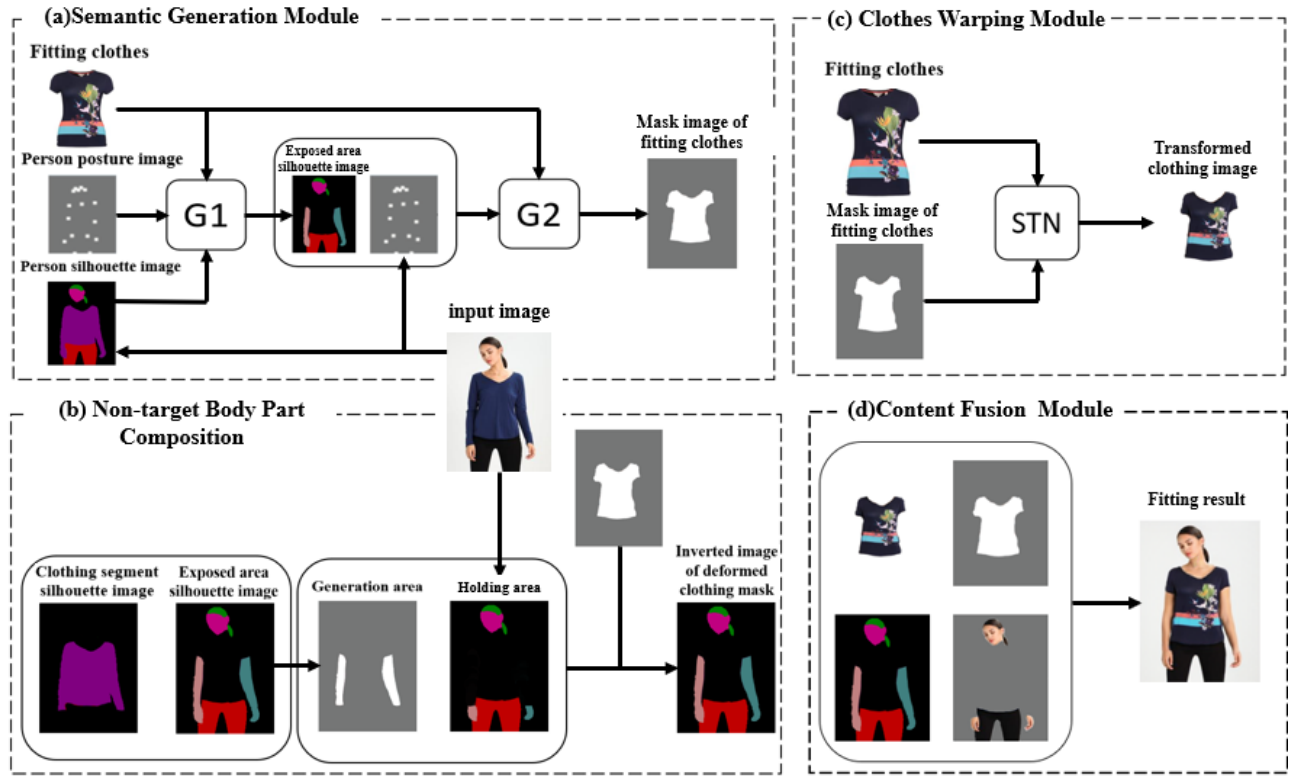 (a)Semantic Generation Module
Fitting clothes
Person posture image
Person silhouette image
G1
Exposed area
silhouette image
G2
Mask image of
fitting clothes
input image
(c) Clothes Warping Module
Fitting clothes
Mask image of
fitting clothes
STN
Transformed
clothing image
(b) Non-target Body Part
Composition
Clothing segment
silhouette image
Exposed area
silhouette image
Generation area
Holding area
Inverted image
of deformed
clothing mask
(d)Content Fusion Module
Fitting result